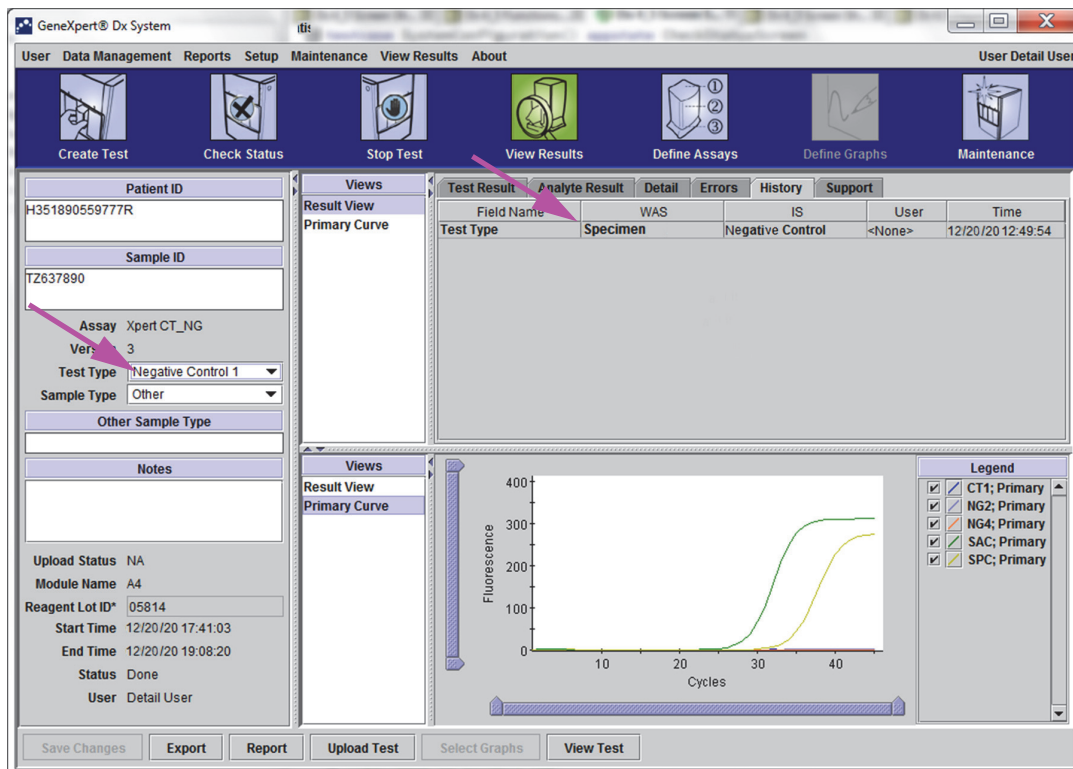 GeneXpert® Dx System
User Data Management Reports Setup Maintenance View Results About User Detail User
Create Test Check Status Stop Test View Results Define Assays Define Graphs Maintenance
Patient ID
H351890559777R
Sample ID
TZ637890
Assay Xpert CT_NG
Version 3
Test Type Negative Control 1
Sample Type Other
Other Sample Type
Notes
Upload Status NA
Module Name A4
Reagent Lot ID* 05814
Start Time 12/20/20 17:41:03
End Time 12/20/20 19:08:20
Status Done
User Detail User
Views
Result View
Primary Curve
Test Result Analyte Result Detail Errors History Support
Field Name WAS IS User Time
Test Type Specimen Negative Control <None> 12/20/20 12:49:54
Views
Result View
Primary Curve
400
300
200
100
0
Fluorescence
10 20 30 40
Cycles
Legend
CT1; Primary
NG2; Primary
NG4; Primary
SAC; Primary
SPC; Primary
Save Changes Export Report Upload Test Select Graphs View Test